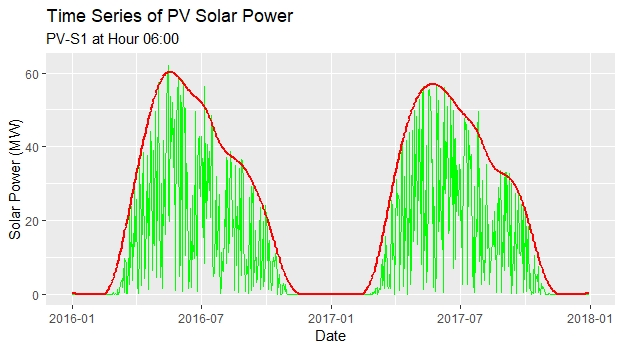 Time Series of PV Solar Power
PV-S1 at Hour 06:00
Solar Power (MW)
60
40
20
0
2016-01
2016-07
2017-01
2017-07
2018-01
Date